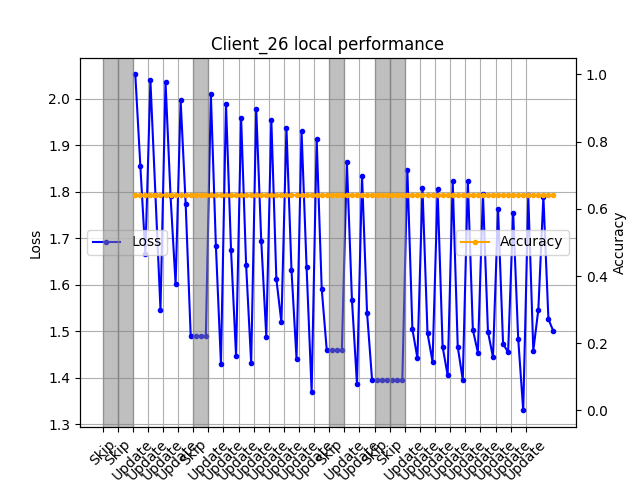 Client_26 local performance
Loss
2.0
1.9
1.8
1.7
1.6
1.5
1.4
1.3
Loss
Accuracy
1.0
0.8
0.6
0.4
0.2
0.0
Accuracy
Skip
Skip
Update
Update
Update
Update
Skip
Update
Update
Update
Update
Update
Update
Update
Update
Skip
Update
Update
Skip
Skip
Update
Update
Update
Update
Update
Update
Update
Update
Update